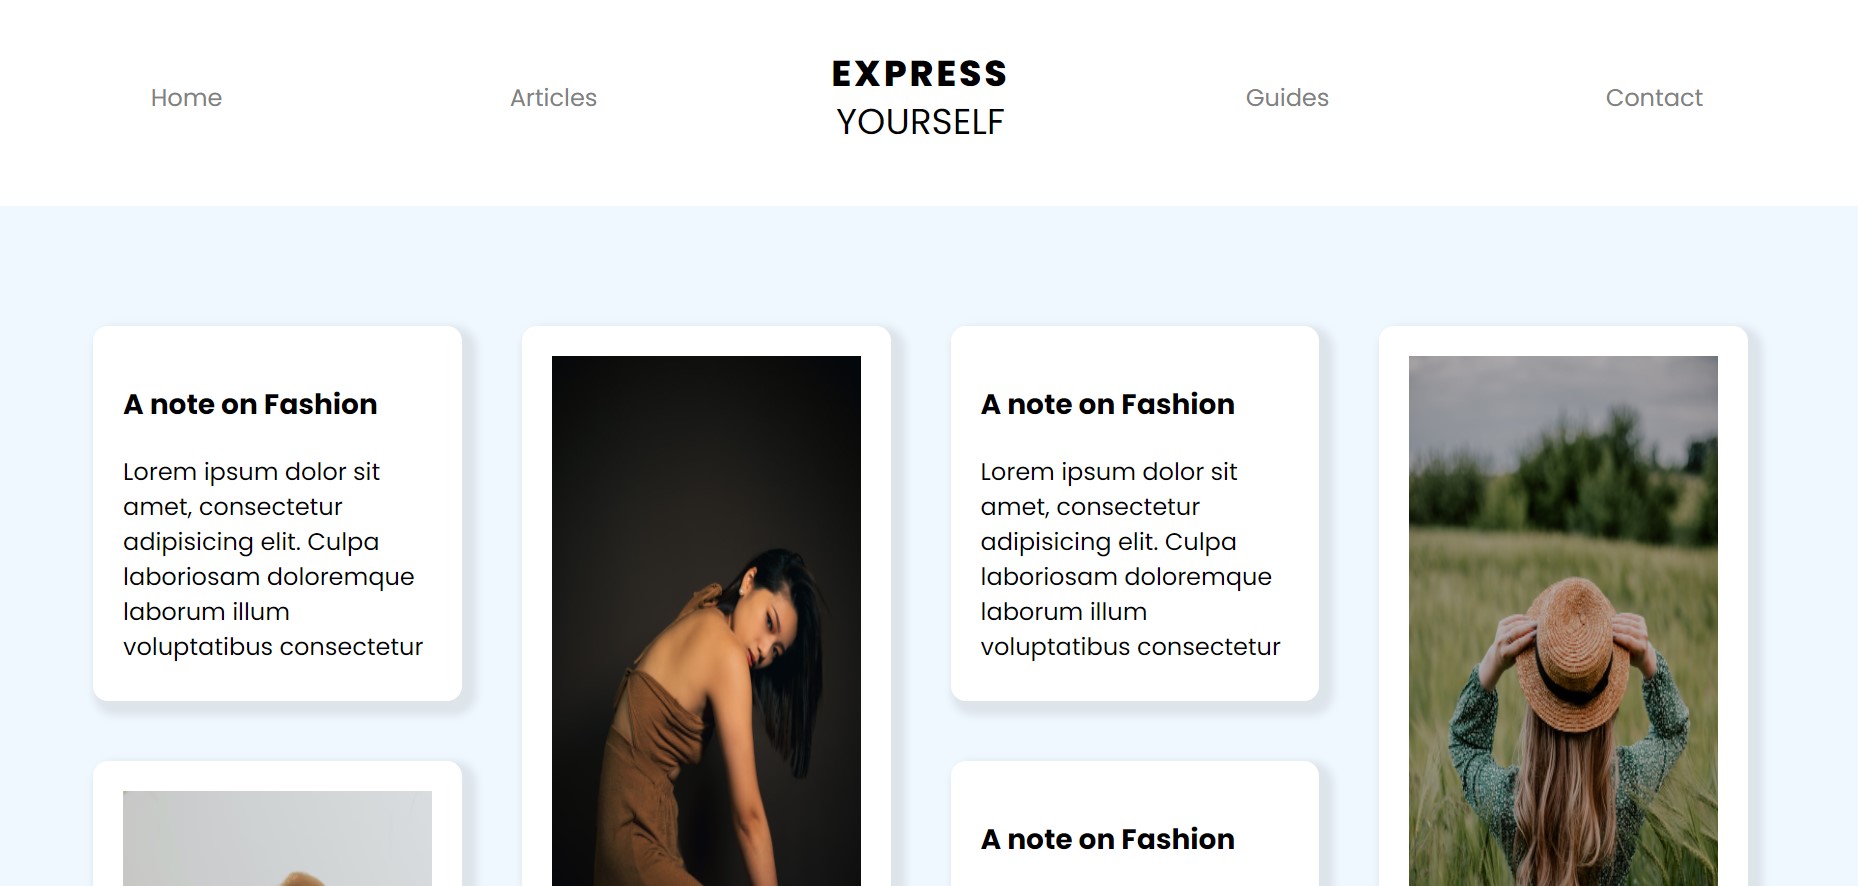 Home
Articles
EXPRESS
YOURSELF
Guides
Contact
A note on Fashion
Lorem ipsum dolor sit
amet, consectetur
adipisicing elit. Culpa
laboriosam doloremque
laborum illum
voluptatibus consectetur
A note on Fashion
Lorem ipsum dolor sit
amet, consectetur
adipisicing elit. Culpa
laboriosam doloremque
laborum illum
voluptatibus consectetur
A note on Fashion